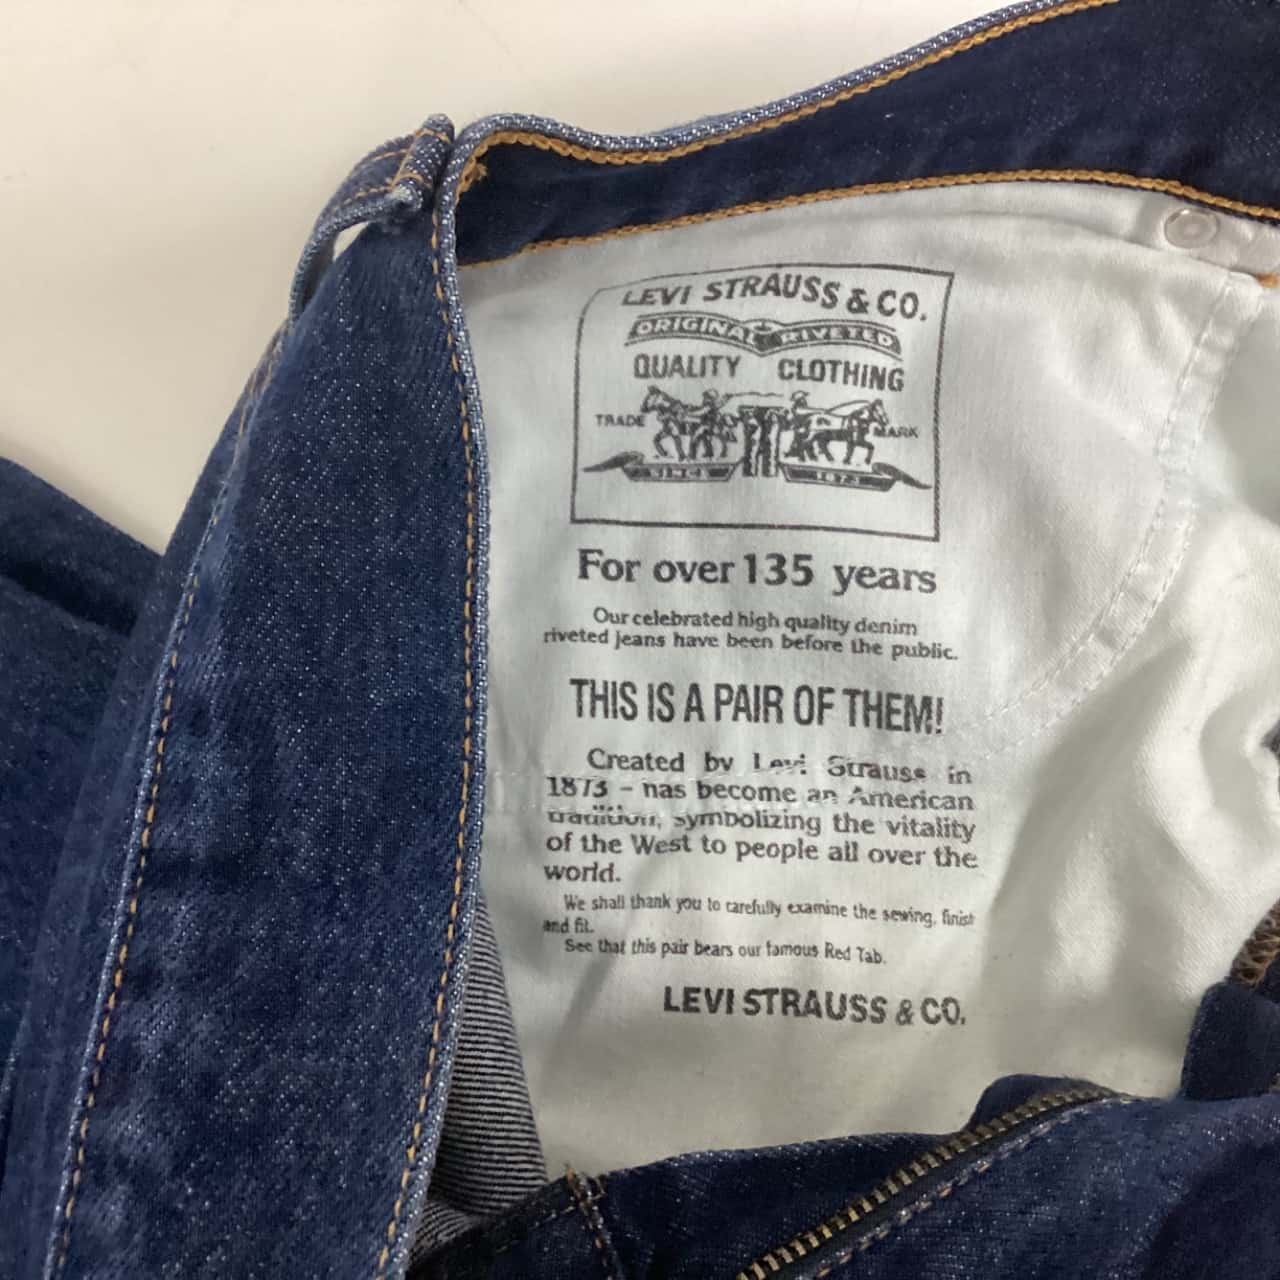 LEVI STRAUSS & CO.
ORIGINAL RIVETED
QUALITY CLOTHING
TRADE MARK
SINCE 1873
For over 135 years
Our celebrated high quality denim
riveted jeans have been before the public.
THIS IS A PAIR OF THEM!
Created by Levi Strauss in
1873 – has become an American
tradition, symbolizing the vitality
of the West to people all over the
world.
We shall thank you to carefully examine the sewing, finish
and fit.
See that this pair bears our famous Red Tab.
LEVI STRAUSS & CO.